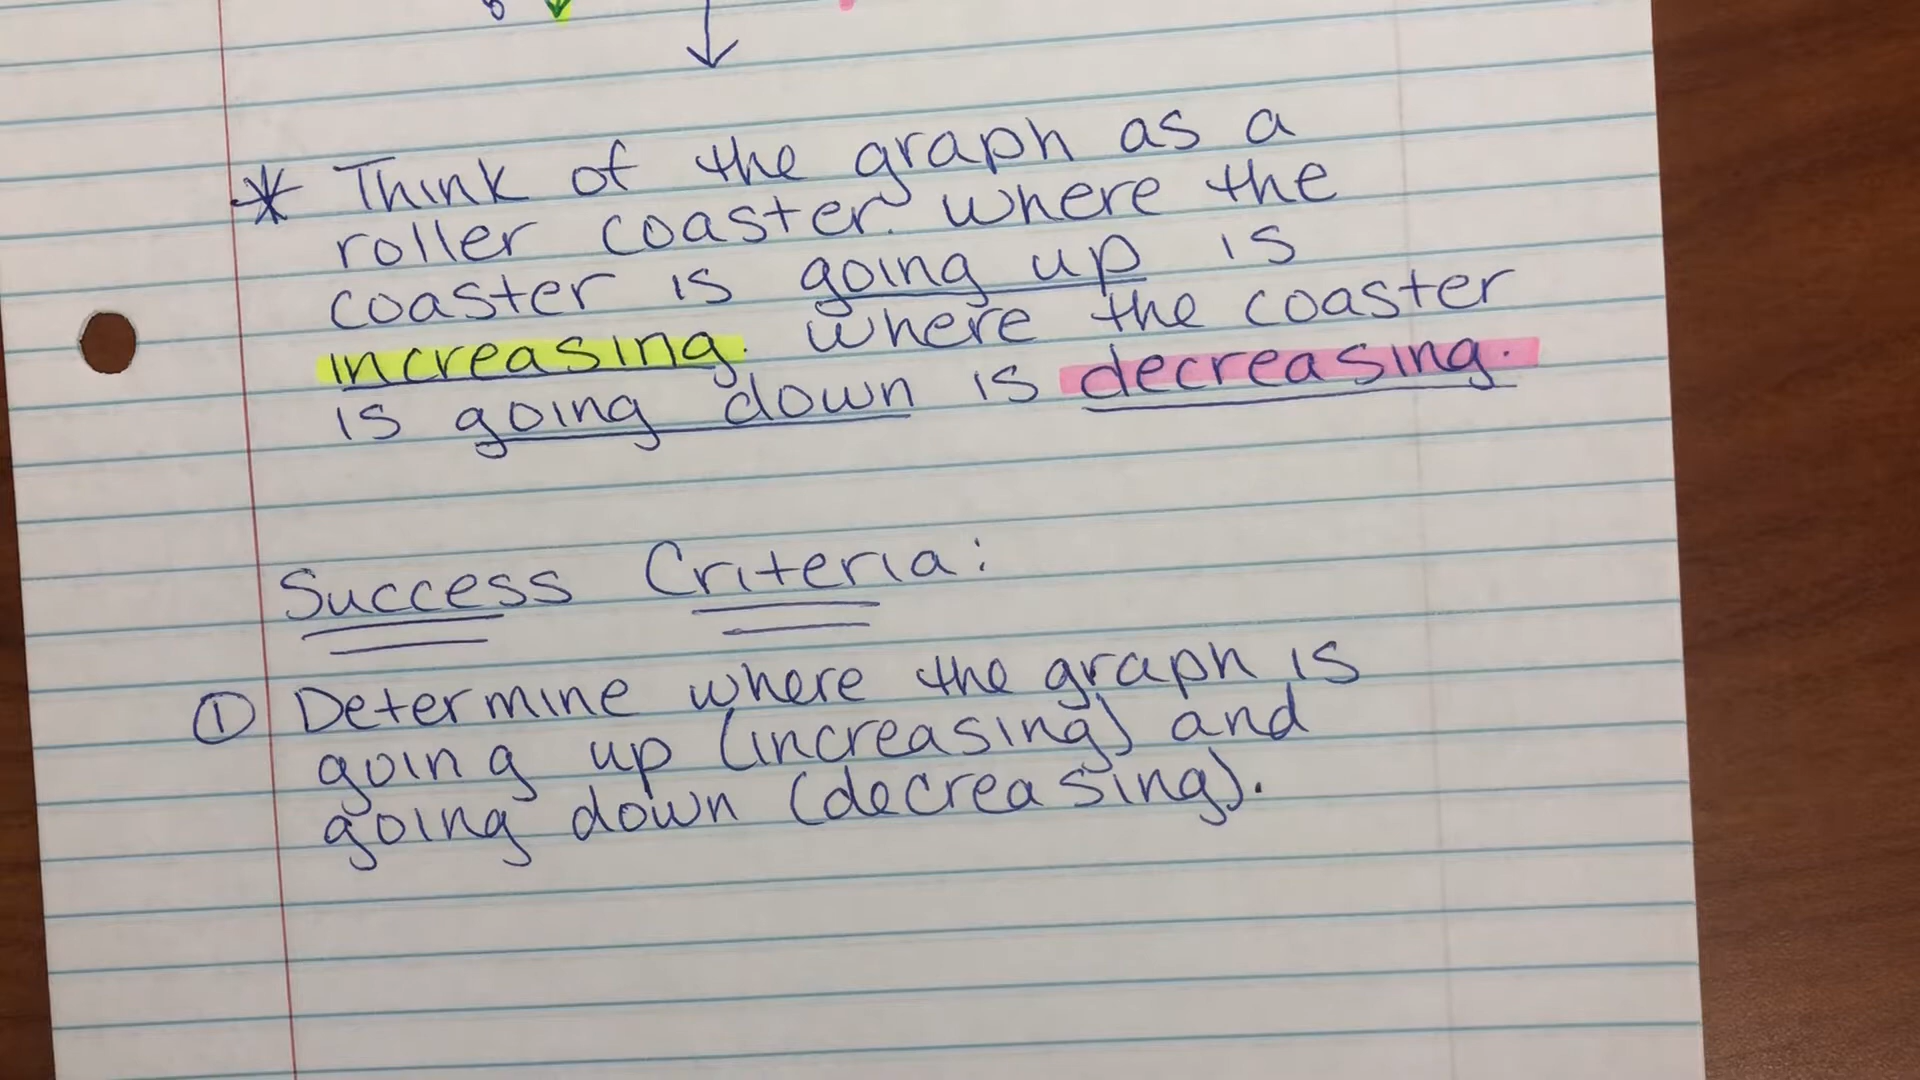 * Think of the graph as a
roller coaster. where the
coaster is going up is
increasing. where the coaster
is going down is decreasing.
Success Criteria:
① Determine where the graph is
going up (increasing) and
going down (decreasing).